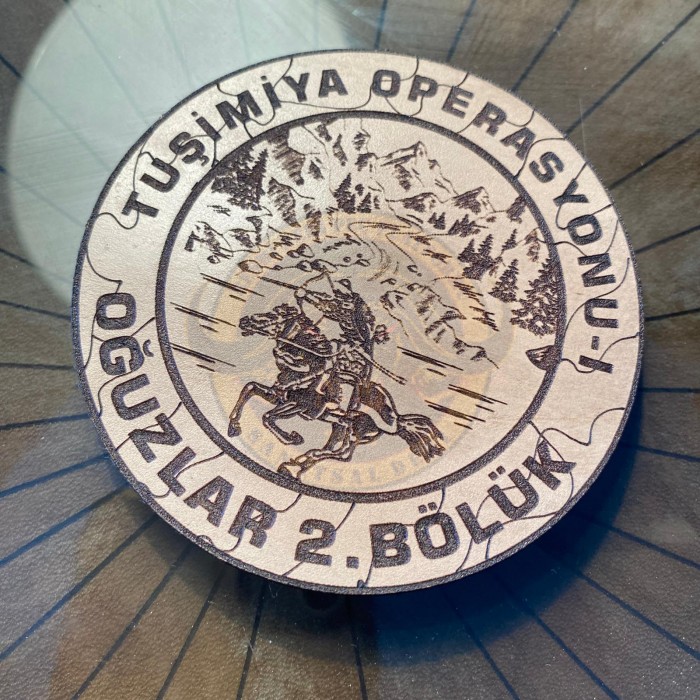 TUŞİMİYA OPERASYONU-I
OĞUZLAR 2.BÖLÜK